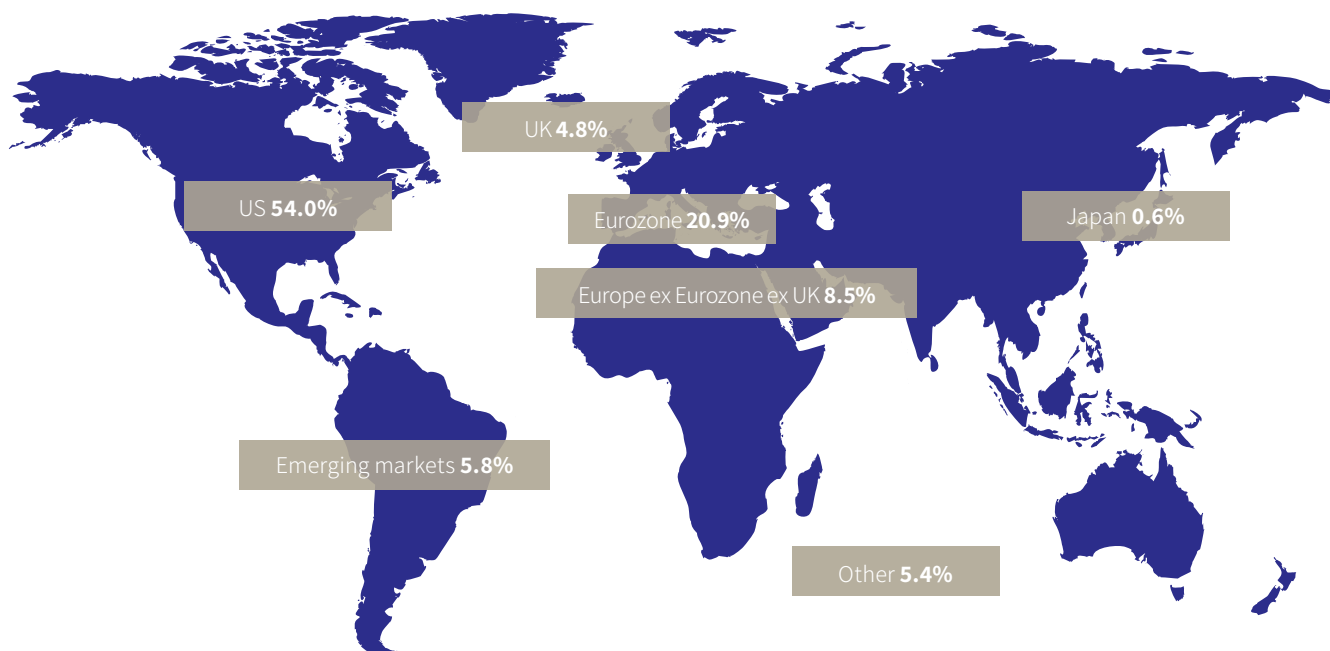 UK 4.8%
US 54.0%
Eurozone 20.9%
Japan 0.6%
Europe ex Eurozone ex UK 8.5%
Emerging markets 5.8%
Other 5.4%